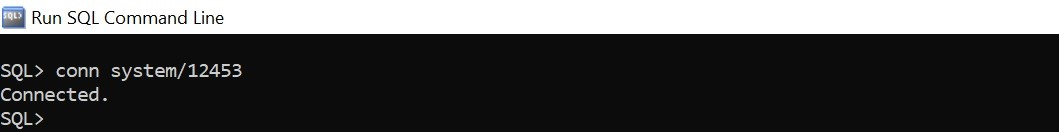 Run SQL Command Line
SQL> conn system/12453
Connected.
SQL>